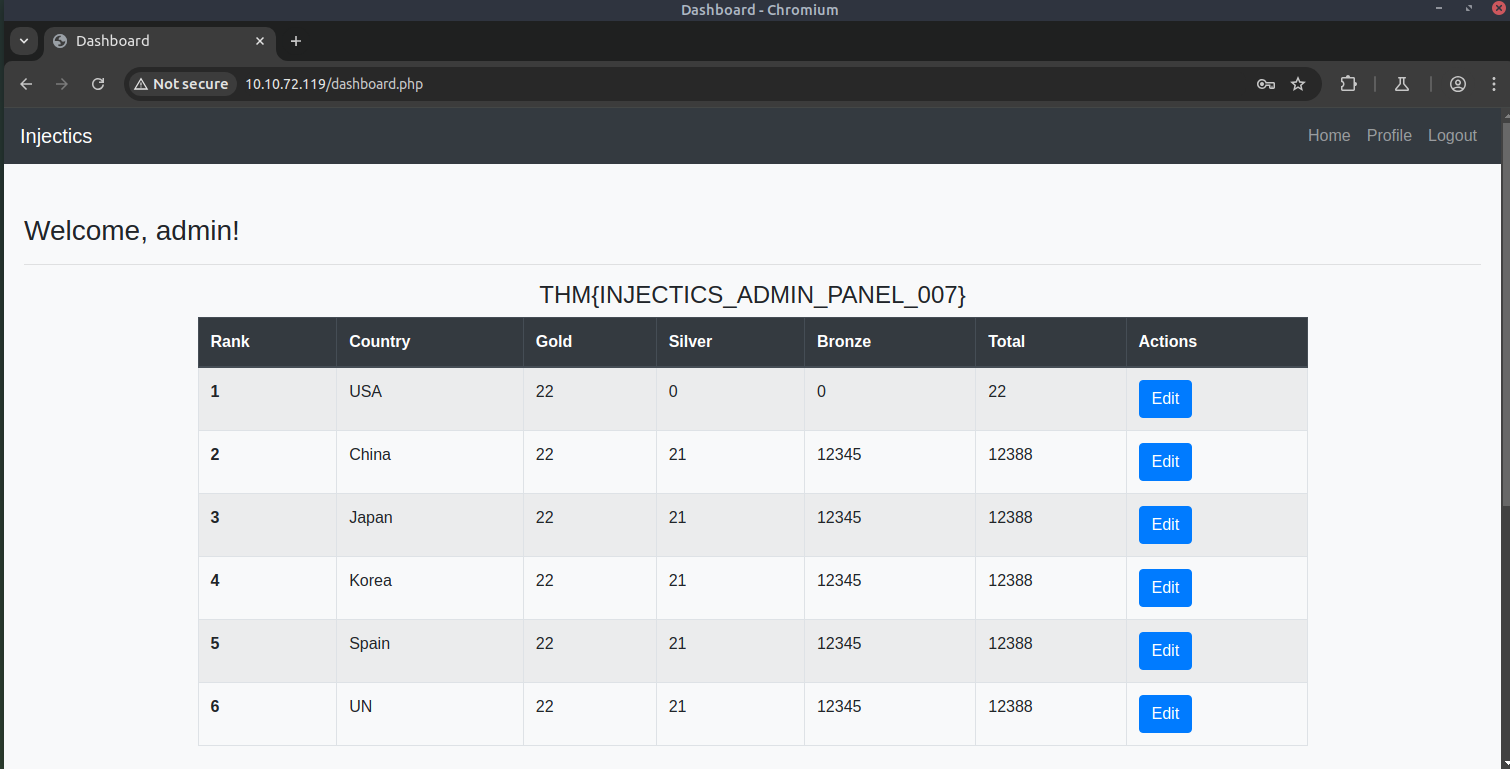 Dashboard - Chromium
Dashboard
Not secure 10.10.72.119/dashboard.php
Injectics Home Profile Logout
Welcome, admin!
THM{INJECTICS_ADMIN_PANEL_007}
Rank Country Gold Silver Bronze Total Actions
1 USA 22 0 0 22 Edit
2 China 22 21 12345 12388 Edit
3 Japan 22 21 12345 12388 Edit
4 Korea 22 21 12345 12388 Edit
5 Spain 22 21 12345 12388 Edit
6 UN 22 21 12345 12388 Edit